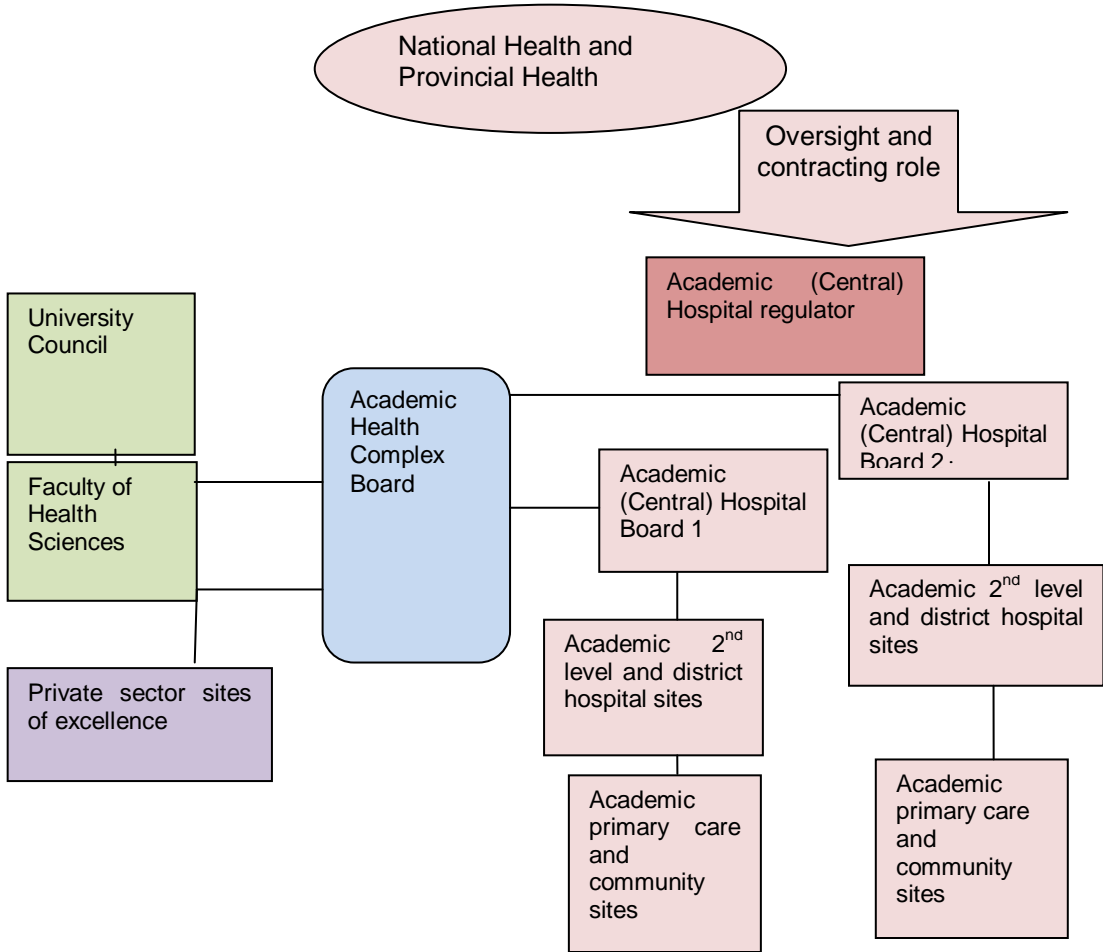 National Health and
Provincial Health
Oversight and
contracting role
Academic (Central)
Hospital regulator
University
Council
Academic
Health
Complex
Board
Academic
(Central) Hospital
Board 2
Faculty of
Health
Sciences
Academic
(Central) Hospital
Board 1
Academic 2nd level
and district hospital
sites
Academic 2nd
level and district
hospital sites
Private sector sites
of excellence
Academic
primary care
and
community
sites
Academic
primary care
and
community
sites